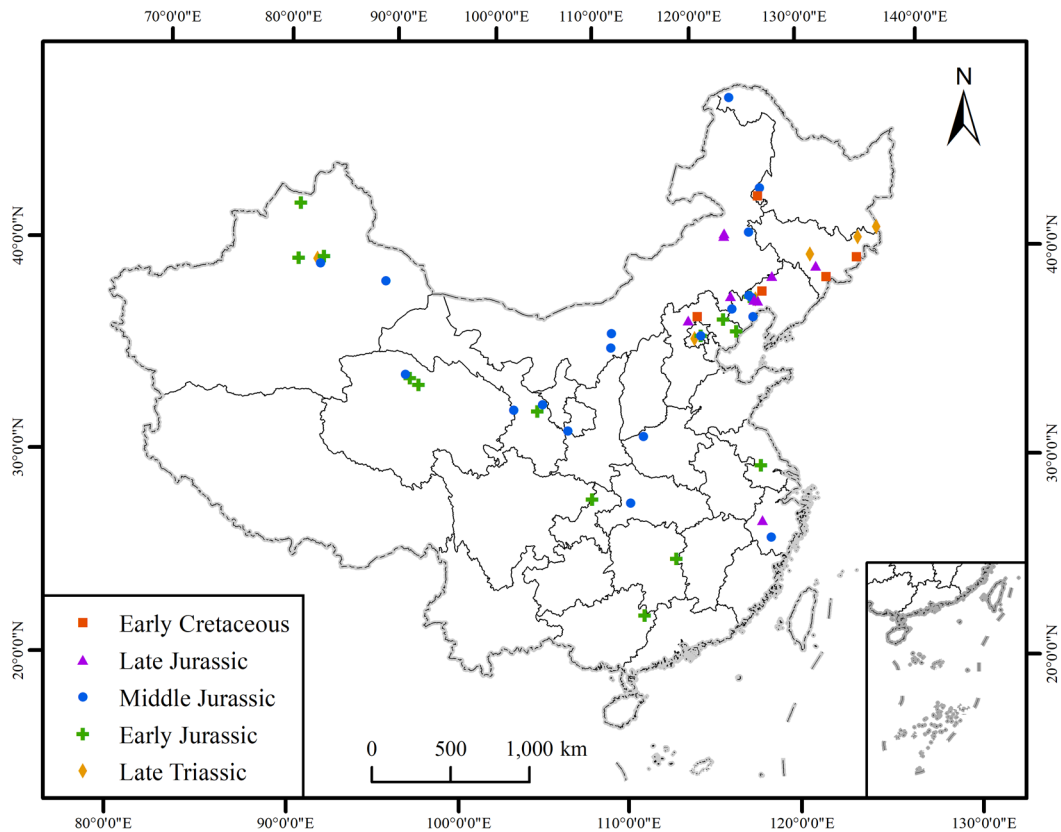 70°0'0"E 80°0'0"E 90°0'0"E 100°0'0"E 110°0'0"E 120°0'0"E 130°0'0"E 140°0'0"E
N
40°0'0"N
40°0'0"N
30°0'0"N
30°0'0"N
20°0'0"N
20°0'0"N
Early Cretaceous
Late Jurassic
Middle Jurassic
Early Jurassic
Late Triassic
0 500 1,000 km
80°0'0"E 90°0'0"E 100°0'0"E 110°0'0"E 120°0'0"E 130°0'0"E